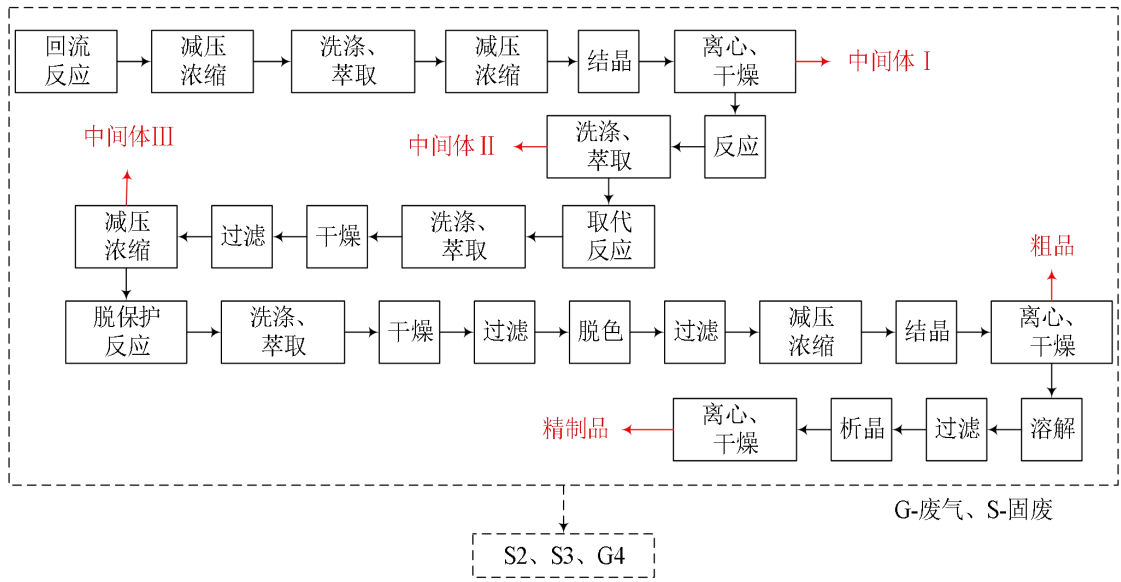 回流
反应
减压
浓缩
洗涤、
萃取
减压
浓缩
结晶
离心、
干燥
中间体 I
中间体III
中间体 II
洗涤、
萃取
反应
减压
浓缩
过滤
干燥
洗涤、
萃取
取代
反应
粗品
脱保护
反应
洗涤、
萃取
干燥
过滤
脱色
过滤
减压
浓缩
结晶
离心、
干燥
精制品
离心、
干燥
析晶
过滤
溶解
G-废气、S-固废
S2、S3、G4